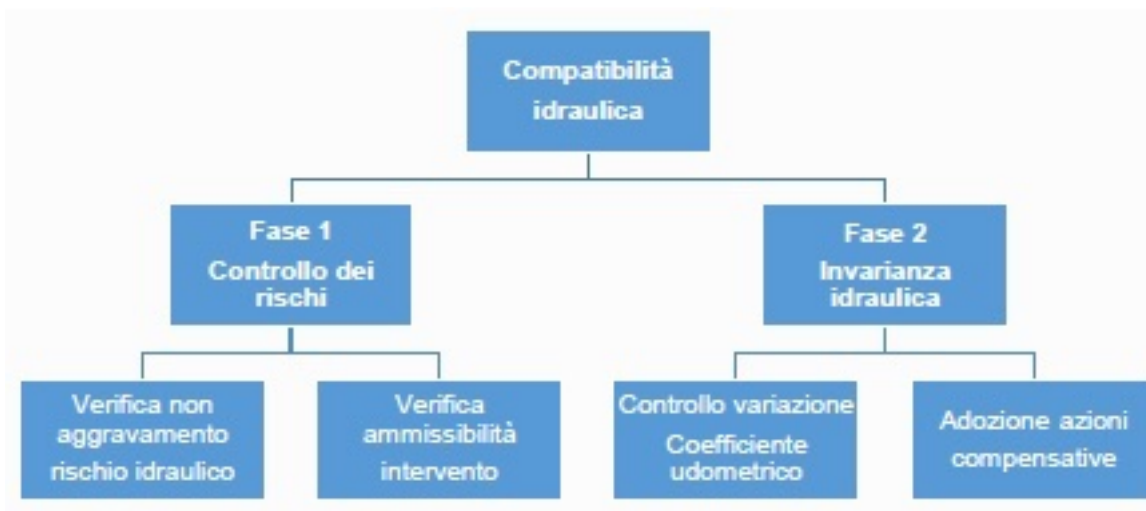 Compatibilità
idraulica
Fase 1
Controllo dei
rischi
Fase 2
Invarianza
idraulica
Verifica non
aggravamento
rischio idraulico
Verifica
ammissibilità
intervento
Controllo variazione
Coefficiente
udometrico
Adozione azioni
compensative